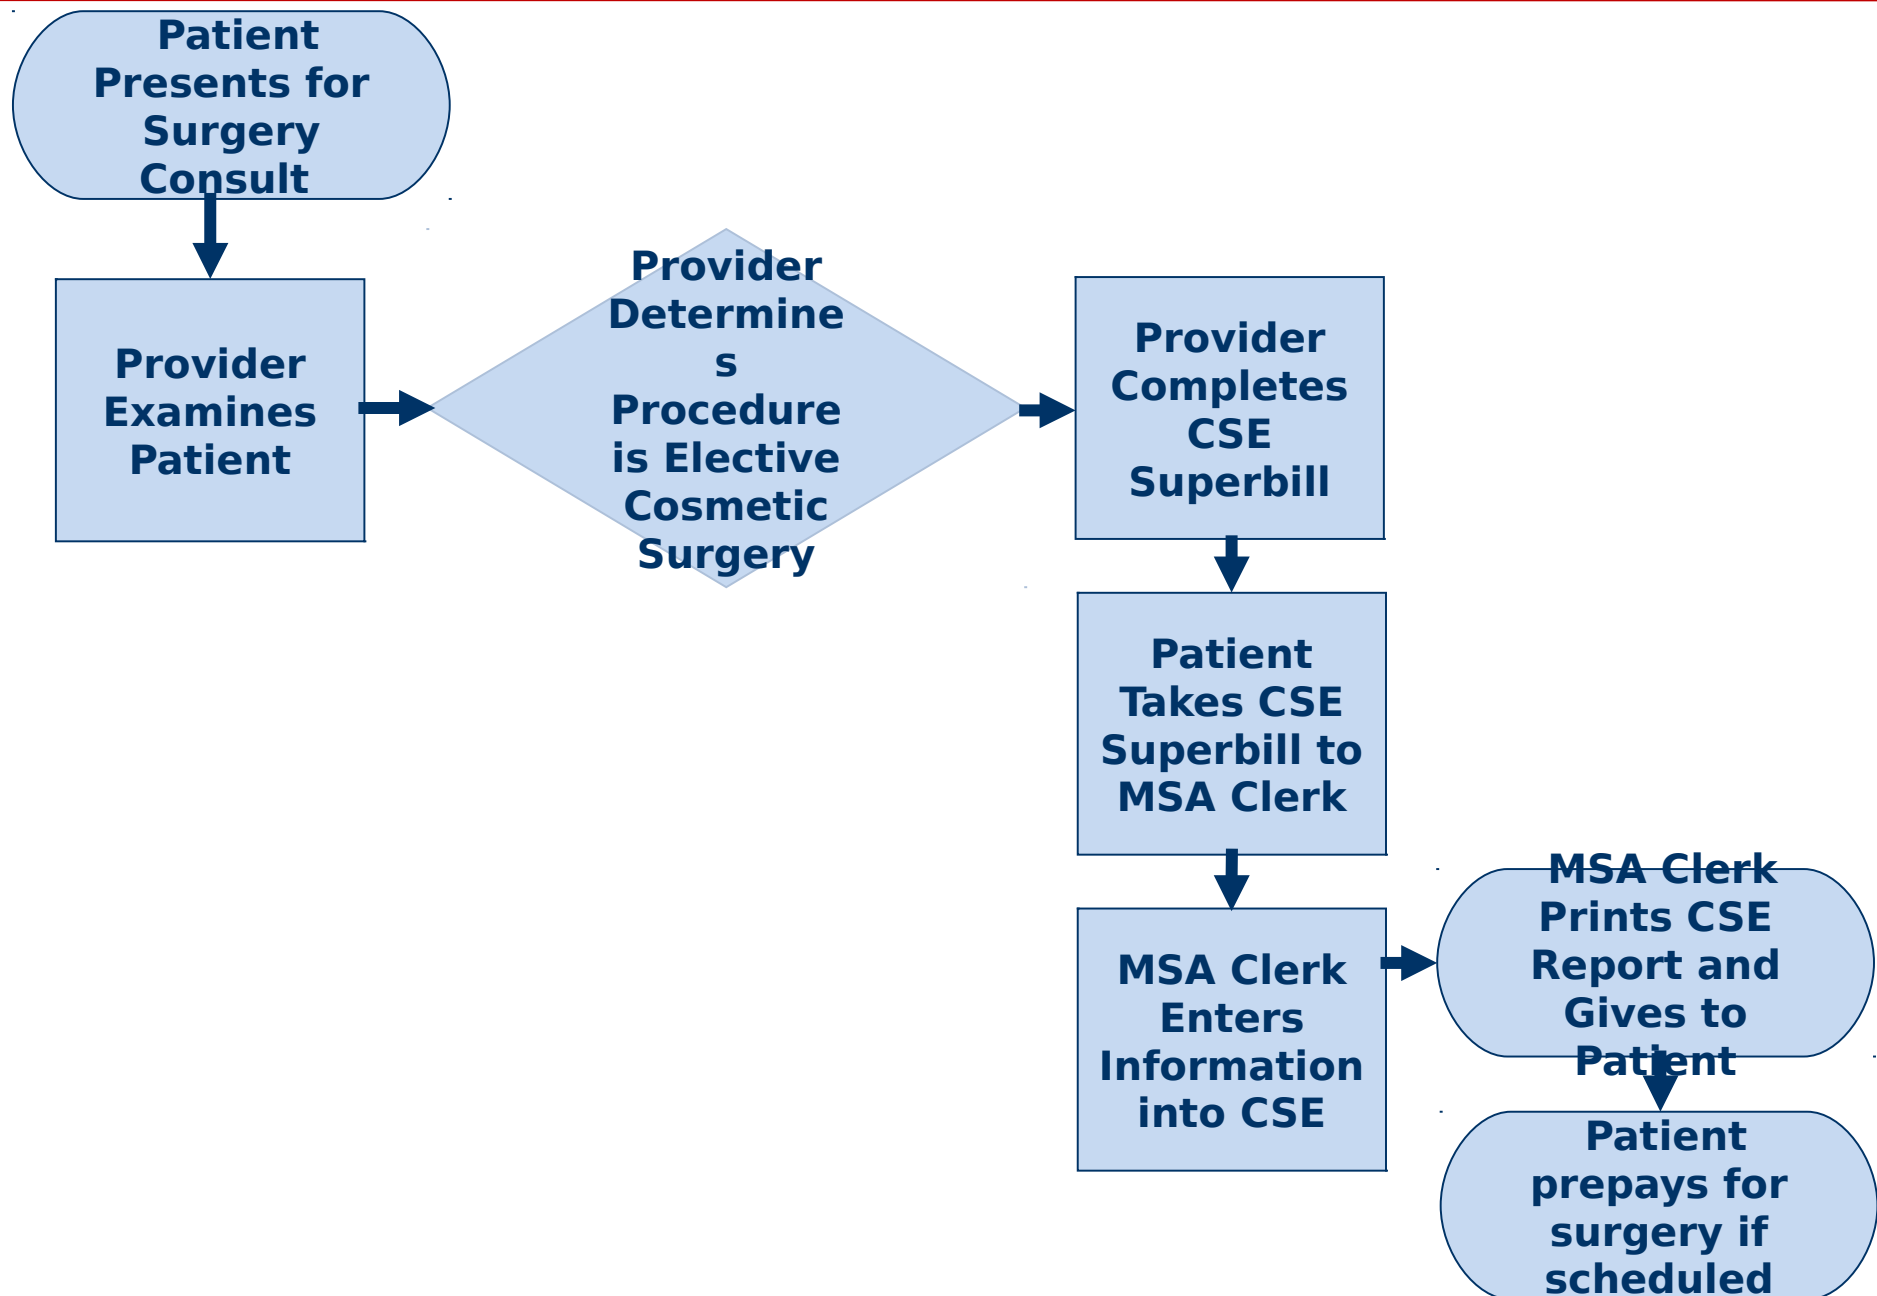 Patient
Presents for
Surgery
Consult
Provider
Examines
Patient
Provider
Determine
s
Procedure
is Elective
Cosmetic
Surgery
Provider
Completes
CSE
Superbill
Patient
Takes CSE
Superbill to
MSA Clerk
MSA Clerk
Enters
Information
into CSE
MSA Clerk
Prints CSE
Report and
Gives to
Patient
Patient
prepays for
surgery if
scheduled